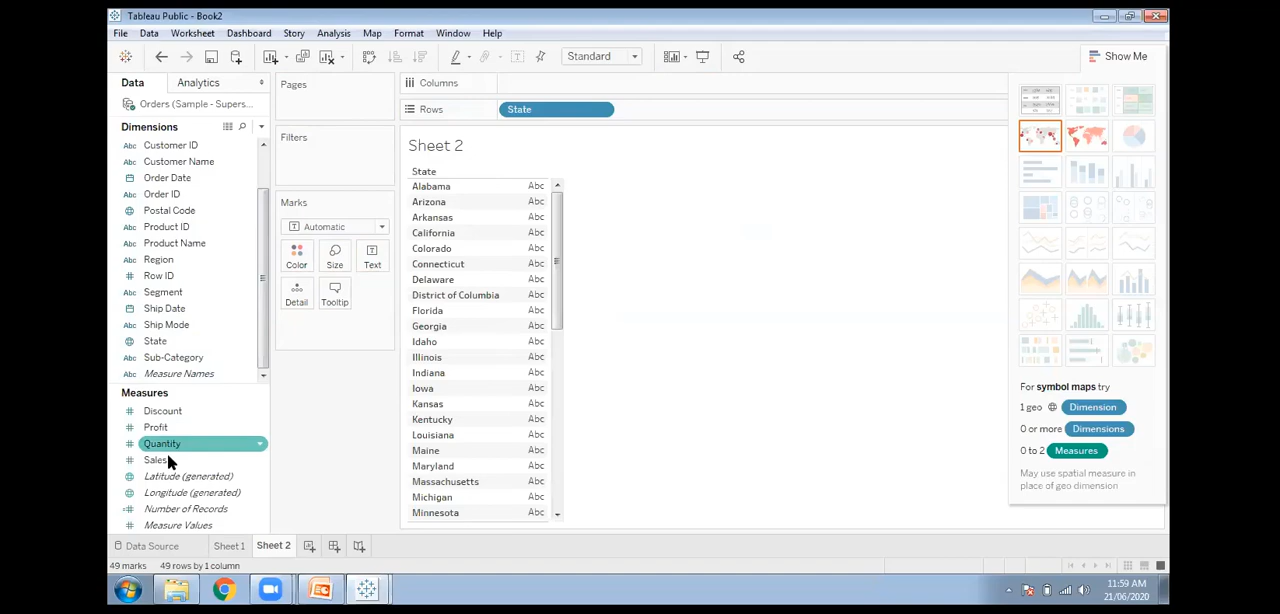 Tableau Public - Book2
File Data Worksheet Dashboard Story Analysis Map Format Window Help
Standard
Show Me
Data Analytics
Orders (Sample - Supers...
Dimensions
Customer ID
Customer Name
Order Date
Order ID
Postal Code
Product ID
Product Name
Region
Row ID
Segment
Ship Date
Ship Mode
State
Sub-Category
Measure Names
Measures
Discount
Profit
Quantity
Sales
Latitude (generated)
Longitude (generated)
Number of Records
Measure Values
Pages
Filters
Marks
Automatic
Color Size Text
Detail Tooltip
Columns
Rows State
Sheet 2
State
Alabama Abc
Arizona Abc
Arkansas Abc
California Abc
Colorado Abc
Connecticut Abc
Delaware Abc
District of Columbia Abc
Florida Abc
Georgia Abc
Idaho Abc
Illinois Abc
Indiana Abc
Iowa Abc
Kansas Abc
Kentucky Abc
Louisiana Abc
Maine Abc
Maryland Abc
Massachusetts Abc
Michigan Abc
Minnesota Abc
For symbol maps try
1 geo Dimension
0 or more Dimensions
0 to 2 Measures
May use spatial measure in
place of geo dimension
Data Source Sheet 1 Sheet 2
49 marks 49 rows by 1 column
11:59 AM
21/06/2020